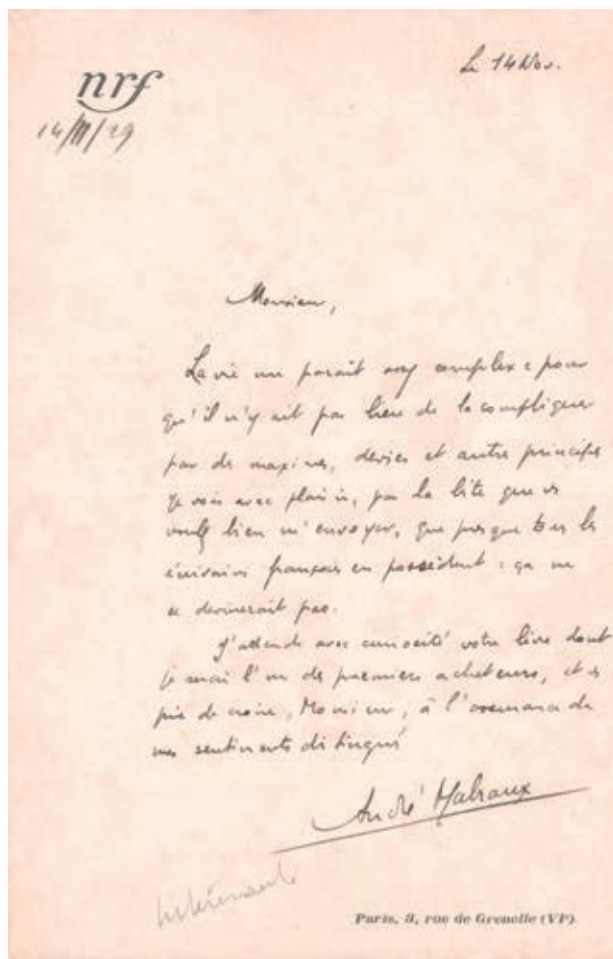 Le 14 Nov.
nrf
14/11/29
Monsieur,
La vie me paraît assez complexe pour
qu'il n'y ait pas lieu de la compliquer
par des maximes, devises et autres principes
Je vois avec plaisir, par la liste que vs
voulez bien m'envoyer, que presque tous les
écrivains français en possèdent : ça ne
se devinerait pas.
J'attends avec curiosité votre livre dont
je serai l'un des premiers acheteurs, et vs
prie de croire, Monsieur, à l'assurance de
mes sentiments distingués
André Malraux
Paris, 3, rue de Grenelle (VIe)